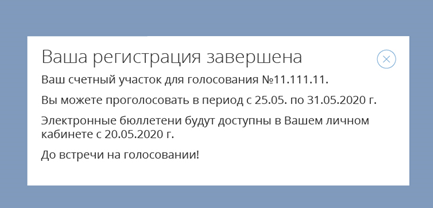 Ваша регистрация завершена
Ваш счетный участок для голосования №11.111.11.
Вы можете проголосовать в период с 25.05. по 31.05.2020 г.
Электронные бюллетени будут доступны в Вашем личном
кабинете с 20.05.2020 г.
До встречи на голосовании!